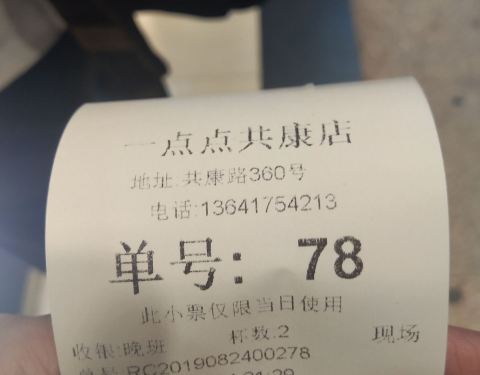 一点点共康店
地址:共康路360号
电话:13641754213
单号: 78
此小票仅限当日使用
收银:晚班 杯数:2 现场
单号:RC2019082400278